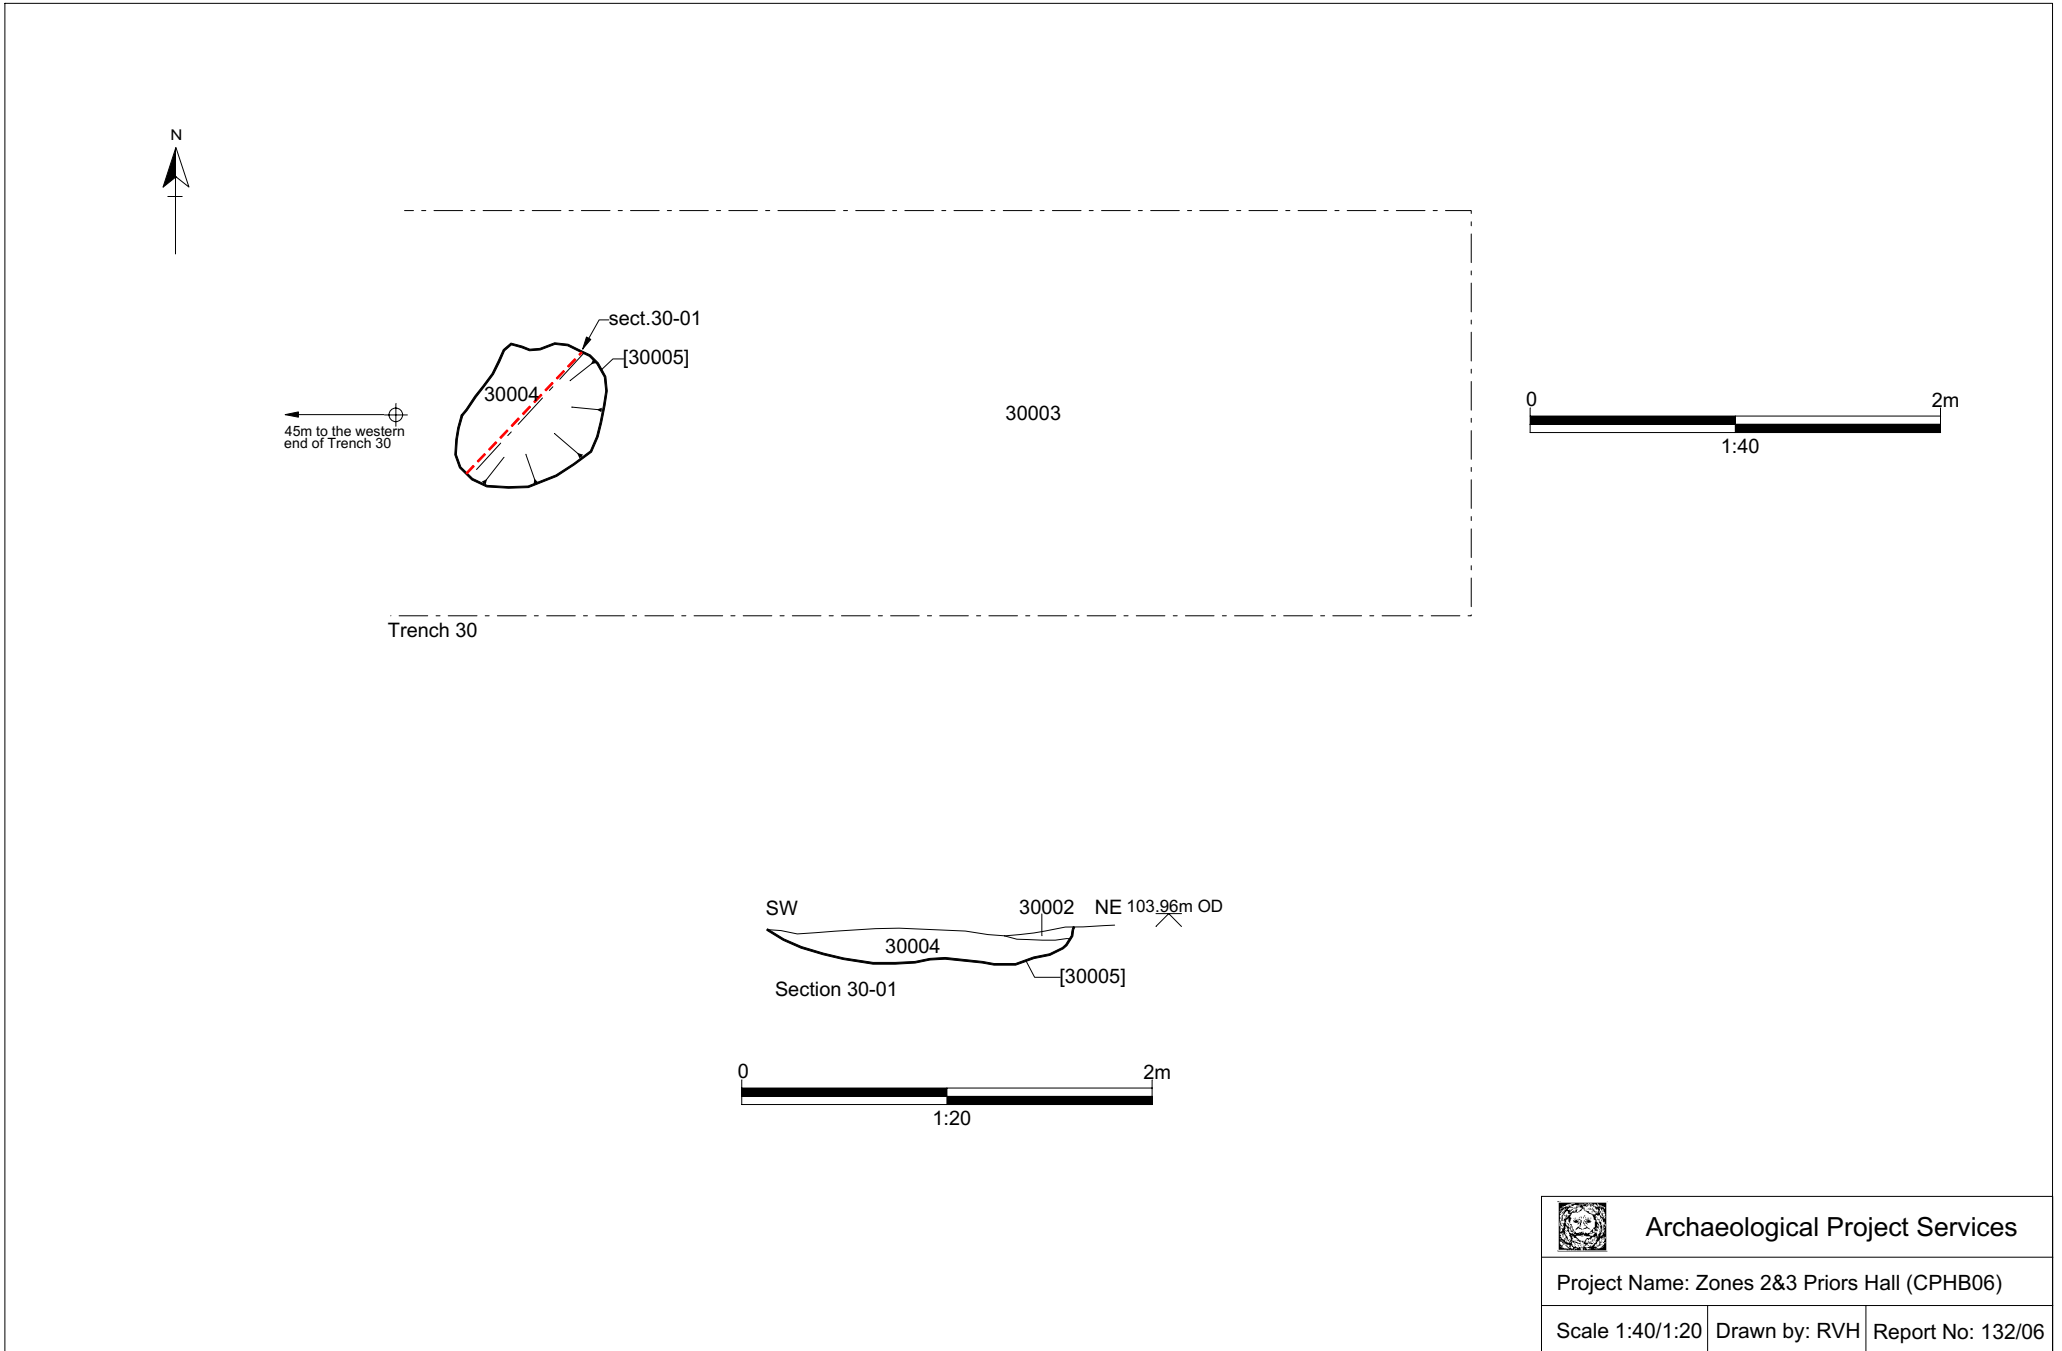 N
sect.30-01
[30005]
30004
30003
45m to the western
end of Trench 30
0 2m
1:40
Trench 30
SW 30002 NE 103.96m OD
30004
[30005]
Section 30-01
0 2m
1:20
Archaeological Project Services
Project Name: Zones 2&3 Priors Hall (CPHB06)
Scale 1:40/1:20 Drawn by: RVH Report No: 132/06